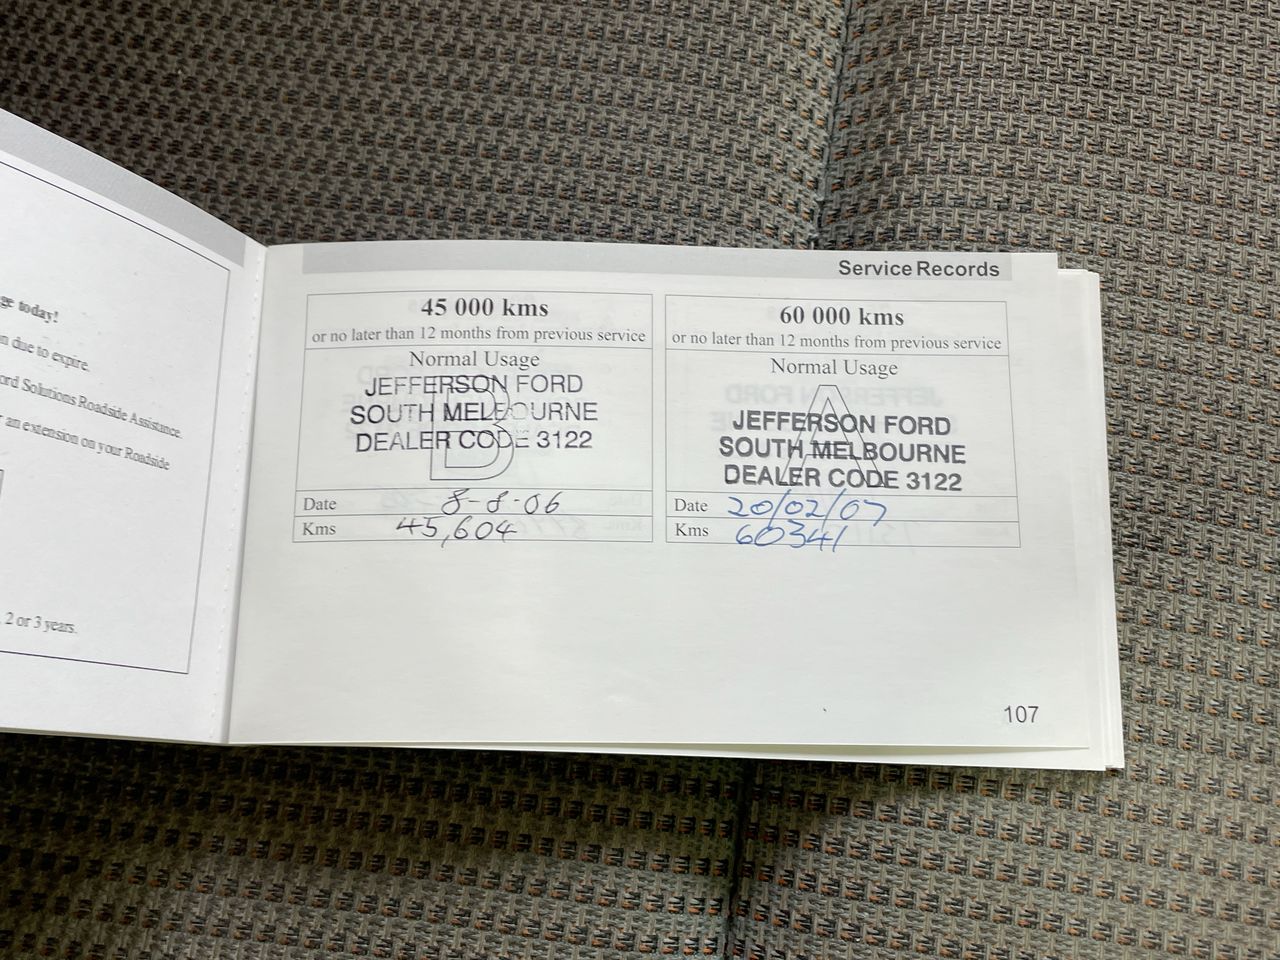 ge today!
n due to expire.
ord Solutions Roadside Assistance.
r an extension on your Roadside
2 or 3 years.
Service Records
45 000 kms
or no later than 12 months from previous service
Normal Usage
B
JEFFERSON FORD
SOUTH MELBOURNE
DEALER CODE 3122
Date 8-8-06
Kms 45,604
60 000 kms
or no later than 12 months from previous service
Normal Usage
A
JEFFERSON FORD
SOUTH MELBOURNE
DEALER CODE 3122
Date 20/02/07
Kms 60341
107